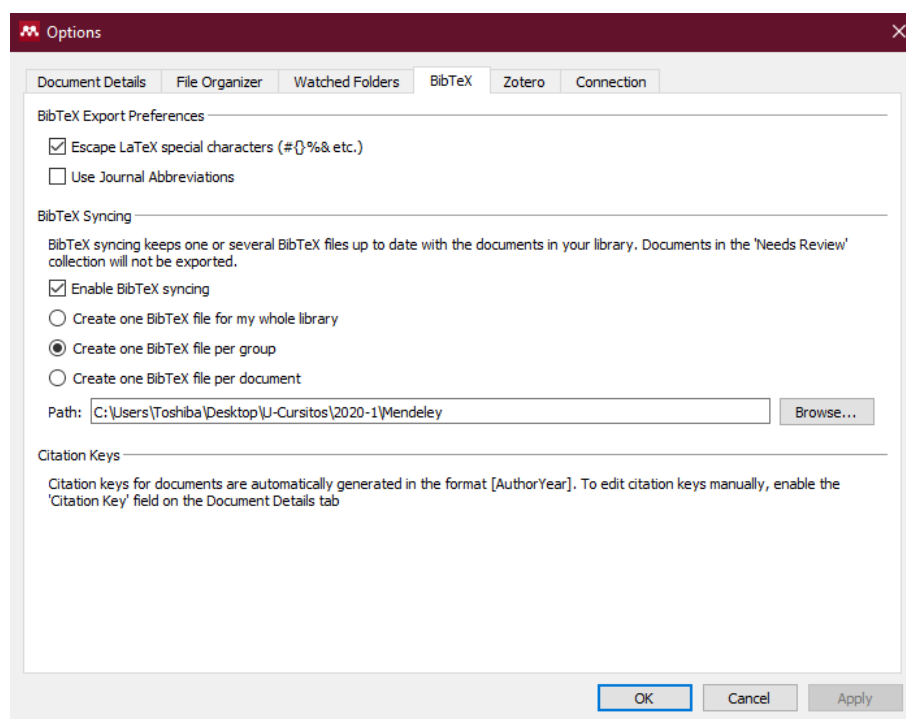 Options
Document Details File Organizer Watched Folders BibTeX Zotero Connection
BibTeX Export Preferences
Escape LaTeX special characters (#{}%& etc.)
Use Journal Abbreviations
BibTeX Syncing
BibTeX syncing keeps one or several BibTeX files up to date with the documents in your library. Documents in the 'Needs Review'
collection will not be exported.
Enable BibTeX syncing
Create one BibTeX file for my whole library
Create one BibTeX file per group
Create one BibTeX file per document
Path: C:\Users\Toshiba\Desktop\U-Cursitos\2020-1\Mendeley Browse...
Citation Keys
Citation keys for documents are automatically generated in the format [AuthorYear]. To edit citation keys manually, enable the
'Citation Key' field on the Document Details tab
OK Cancel Apply